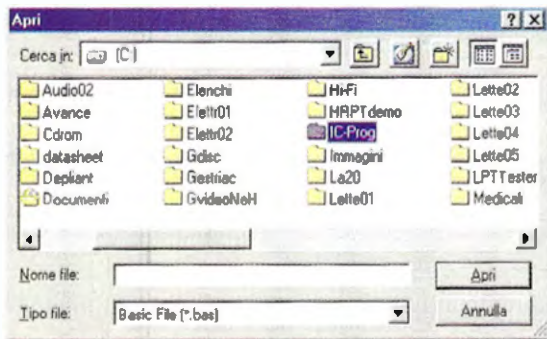 Apri
Cerca in: (C:)
Audio02
Avance
Cdrom
datasheet
Depliant
Documenti
Elenchi
Elettr01
Elettr02
Gdisc
Gestriac
GvideoNoH
Hi-Fi
HRPTdemo
IC-Prog
Immagini
La20
Lette01
Lette02
Lette03
Lette04
Lette05
LPTTester
Medicali
Nome file:
Apri
Tipo file: Basic File (*.bas)
Annulla